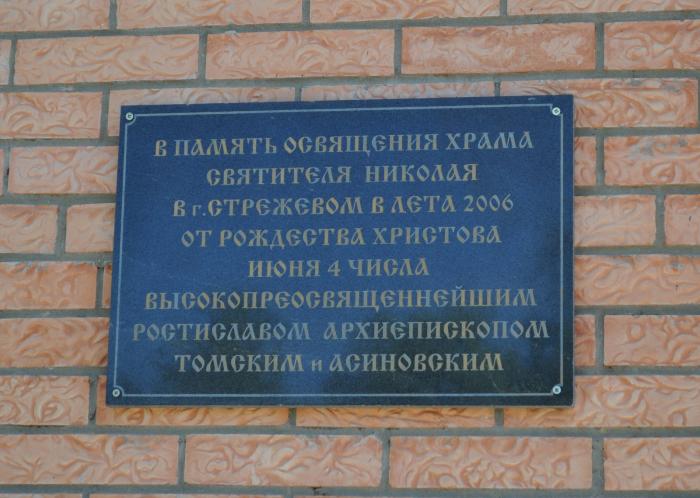 В ПАМЯТЬ ОСВЯЩЕНИЯ ХРАМА
СВЯТИТЕЛЯ НИКОЛАЯ
В г.СТРЕЖЕВОМ В ЛЕТА 2006
ОТ РОЖДЕСТВА ХРИСТОВА
ИЮНЯ 4 ЧИСЛА
ВЫСОКОПРЕОСВЯЩЕННЕЙШИМ
РОСТИСЛАВОМ АРХИЕПИСКОПОМ
ТОМСКИМ и АСИНОВСКИМ